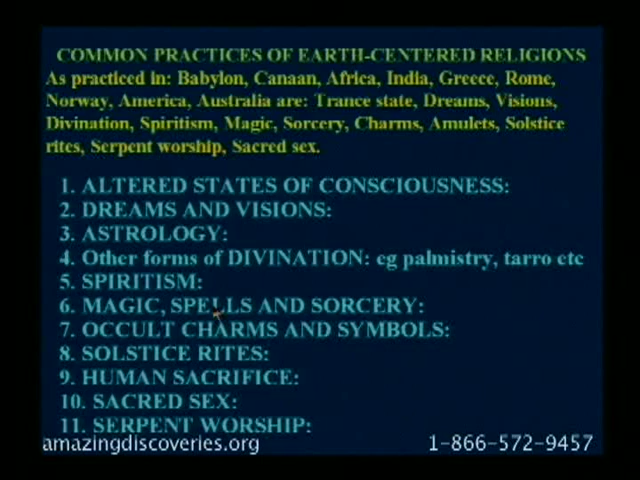 COMMON PRACTICES OF EARTH-CENTERED RELIGIONS
As practiced in: Babylon, Canaan, Africa, India, Greece, Rome,
Norway, America, Australia are: Trance state, Dreams, Visions,
Divination, Spiritism, Magic, Sorcery, Charms, Amulets, Solstice
rites, Serpent worship, Sacred sex.
1. ALTERED STATES OF CONSCIOUSNESS:
2. DREAMS AND VISIONS:
3. ASTROLOGY:
4. Other forms of DIVINATION: eg palmistry, tarro etc
5. SPIRITISM:
6. MAGIC, SPELLS AND SORCERY:
7. OCCULT CHARMS AND SYMBOLS:
8. SOLSTICE RITES:
9. HUMAN SACRIFICE:
10. SACRED SEX:
11. SERPENT WORSHIP:
amazingdiscoveries.org 1-866-572-9457